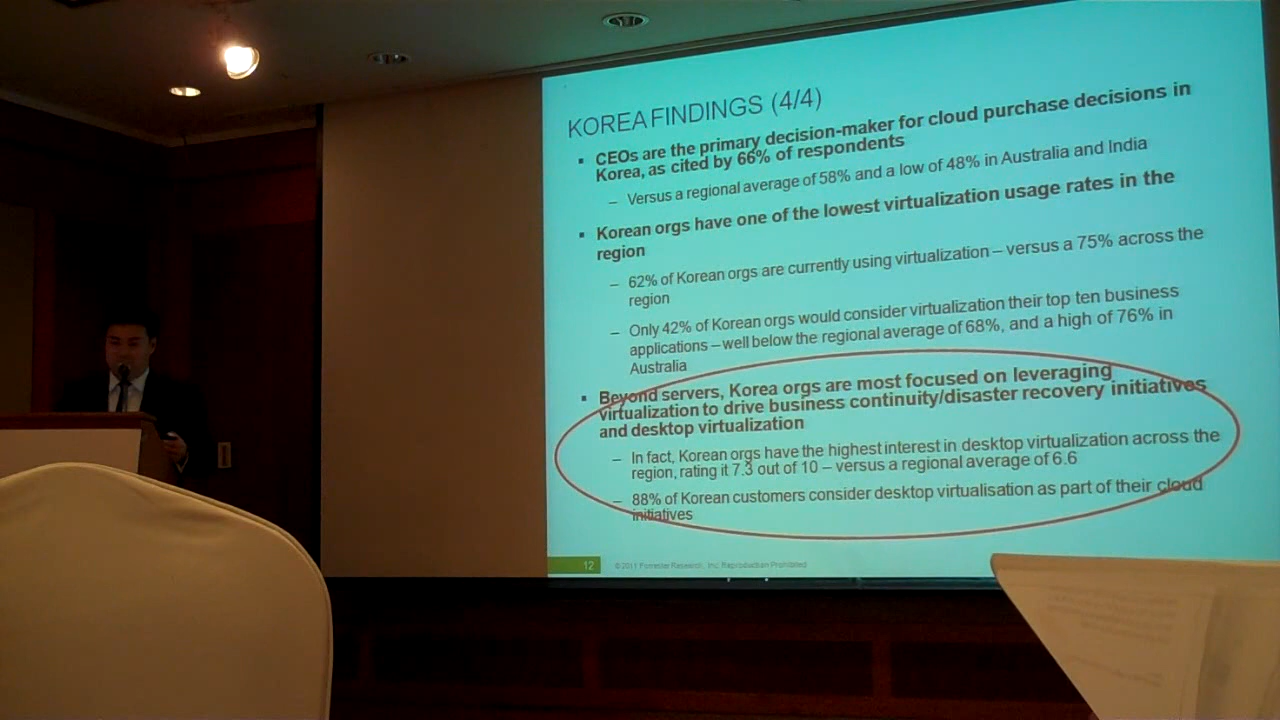 KOREA FINDINGS (4/4)
▪ CEOs are the primary decision-maker for cloud purchase decisions in
Korea, as cited by 66% of respondents
– Versus a regional average of 58% and a low of 48% in Australia and India
▪ Korean orgs have one of the lowest virtualization usage rates in the
region
– 62% of Korean orgs are currently using virtualization – versus a 75% across the
region
– Only 42% of Korean orgs would consider virtualization their top ten business
applications – well below the regional average of 68%, and a high of 76% in
Australia
▪ Beyond servers, Korea orgs are most focused on leveraging
virtualization to drive business continuity/disaster recovery initiatives
and desktop virtualization
– In fact, Korean orgs have the highest interest in desktop virtualization across the
region, rating it 7.3 out of 10 – versus a regional average of 6.6
– 88% of Korean customers consider desktop virtualisation as part of their cloud
initiatives
12 © 2011 Forrester Research, Inc. Reproduction Prohibited